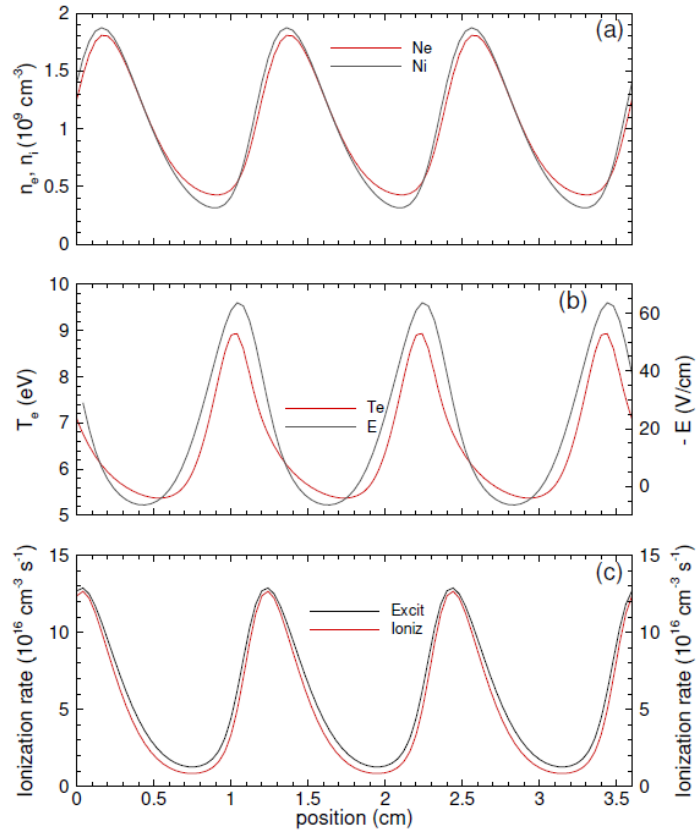 2
1.5
1
0.5
0
n_e, n_i (10^9 cm^-3)
(a)
Ne
Ni
10
9
8
7
6
5
T_e (eV)
(b)
Te
E
60
40
20
0
- E (V/cm)
15
10
5
0
Ionization rate (10^16 cm^-3 s^-1)
(c)
Excit
Ioniz
15
10
5
0
Ionization rate (10^16 cm^-3 s^-1)
0 0.5 1 1.5 2 2.5 3 3.5
position (cm)